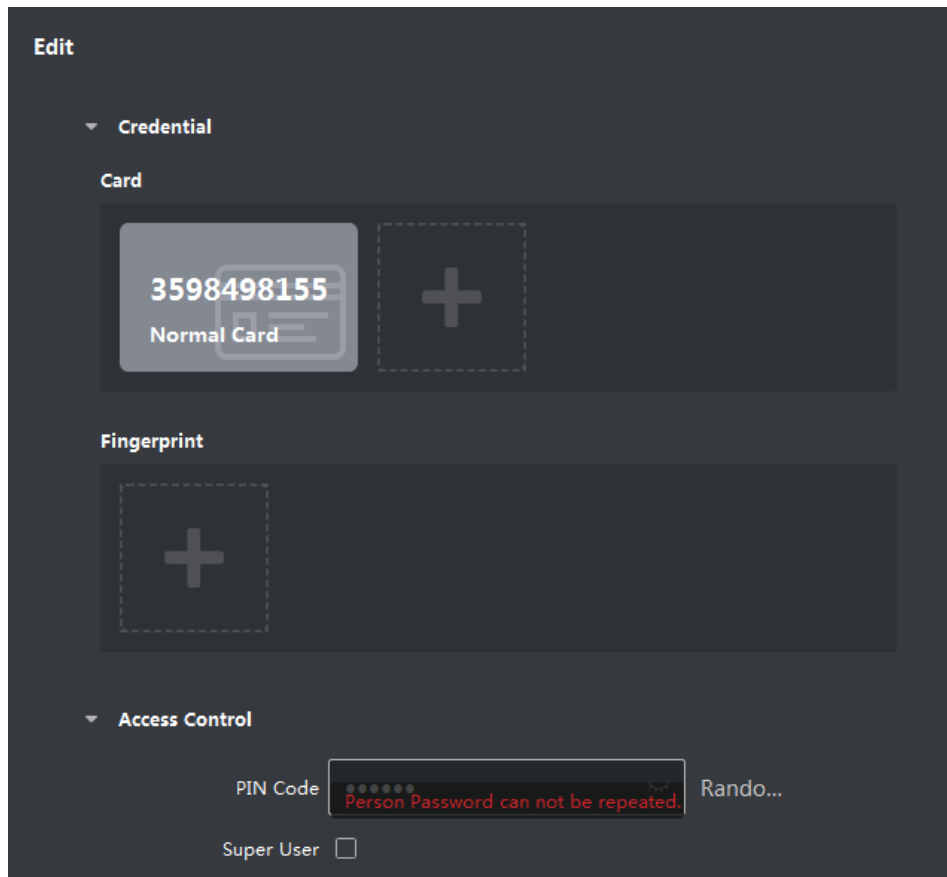 Edit
Credential
Card
3598498155
Normal Card
Fingerprint
Access Control
PIN Code ●●●●●● Rando...
Person Password can not be repeated.
Super User